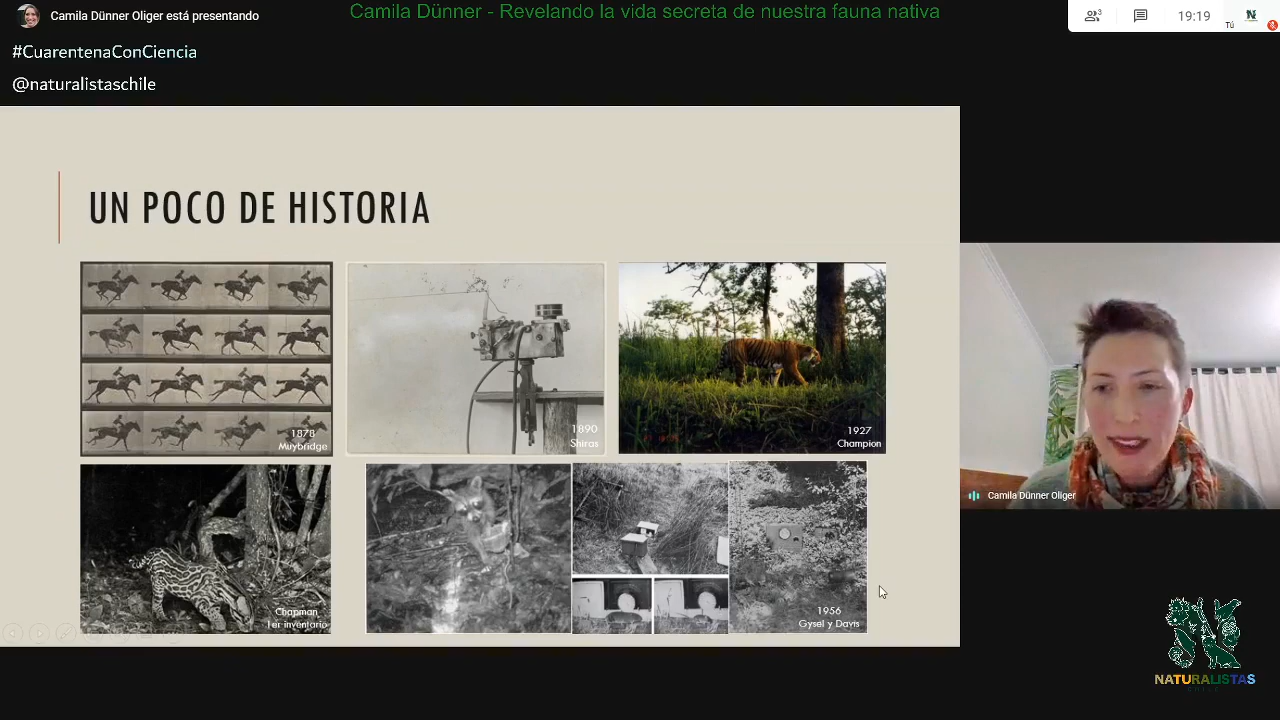 Camila Dünner Oliger está presentando
Camila Dünner - Revelando la vida secreta de nuestra fauna nativa
3
19:19
Tú
#CuarentenaConCiencia
@naturalistaschile
UN POCO DE HISTORIA
1878
Muybridge
1890
Shiras
1927
Champion
Chapman
1er inventario
1956
Gysel y Davis
Camila Dünner Oliger
NATURALISTAS
CHILE